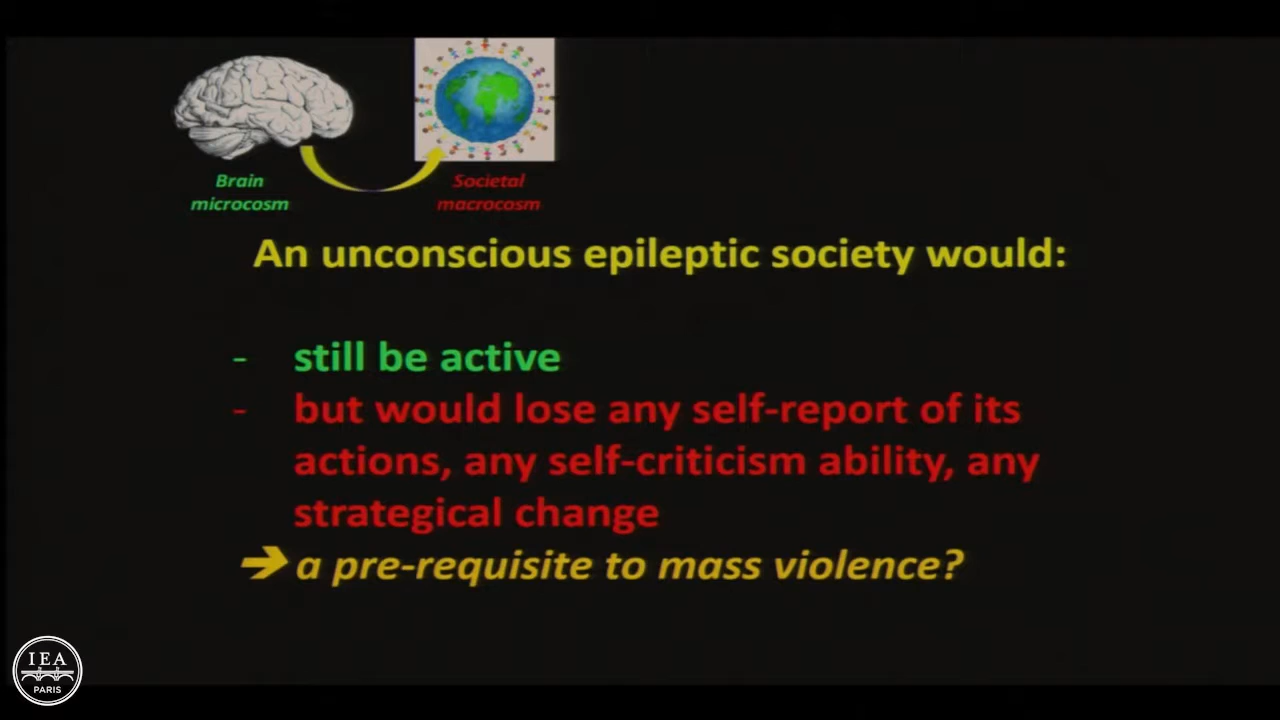 Brain
microcosm
Societal
macrocosm
An unconscious epileptic society would:
- still be active
- but would lose any self-report of its
actions, any self-criticism ability, any
strategical change
➔ a pre-requisite to mass violence?
IEA
PARIS